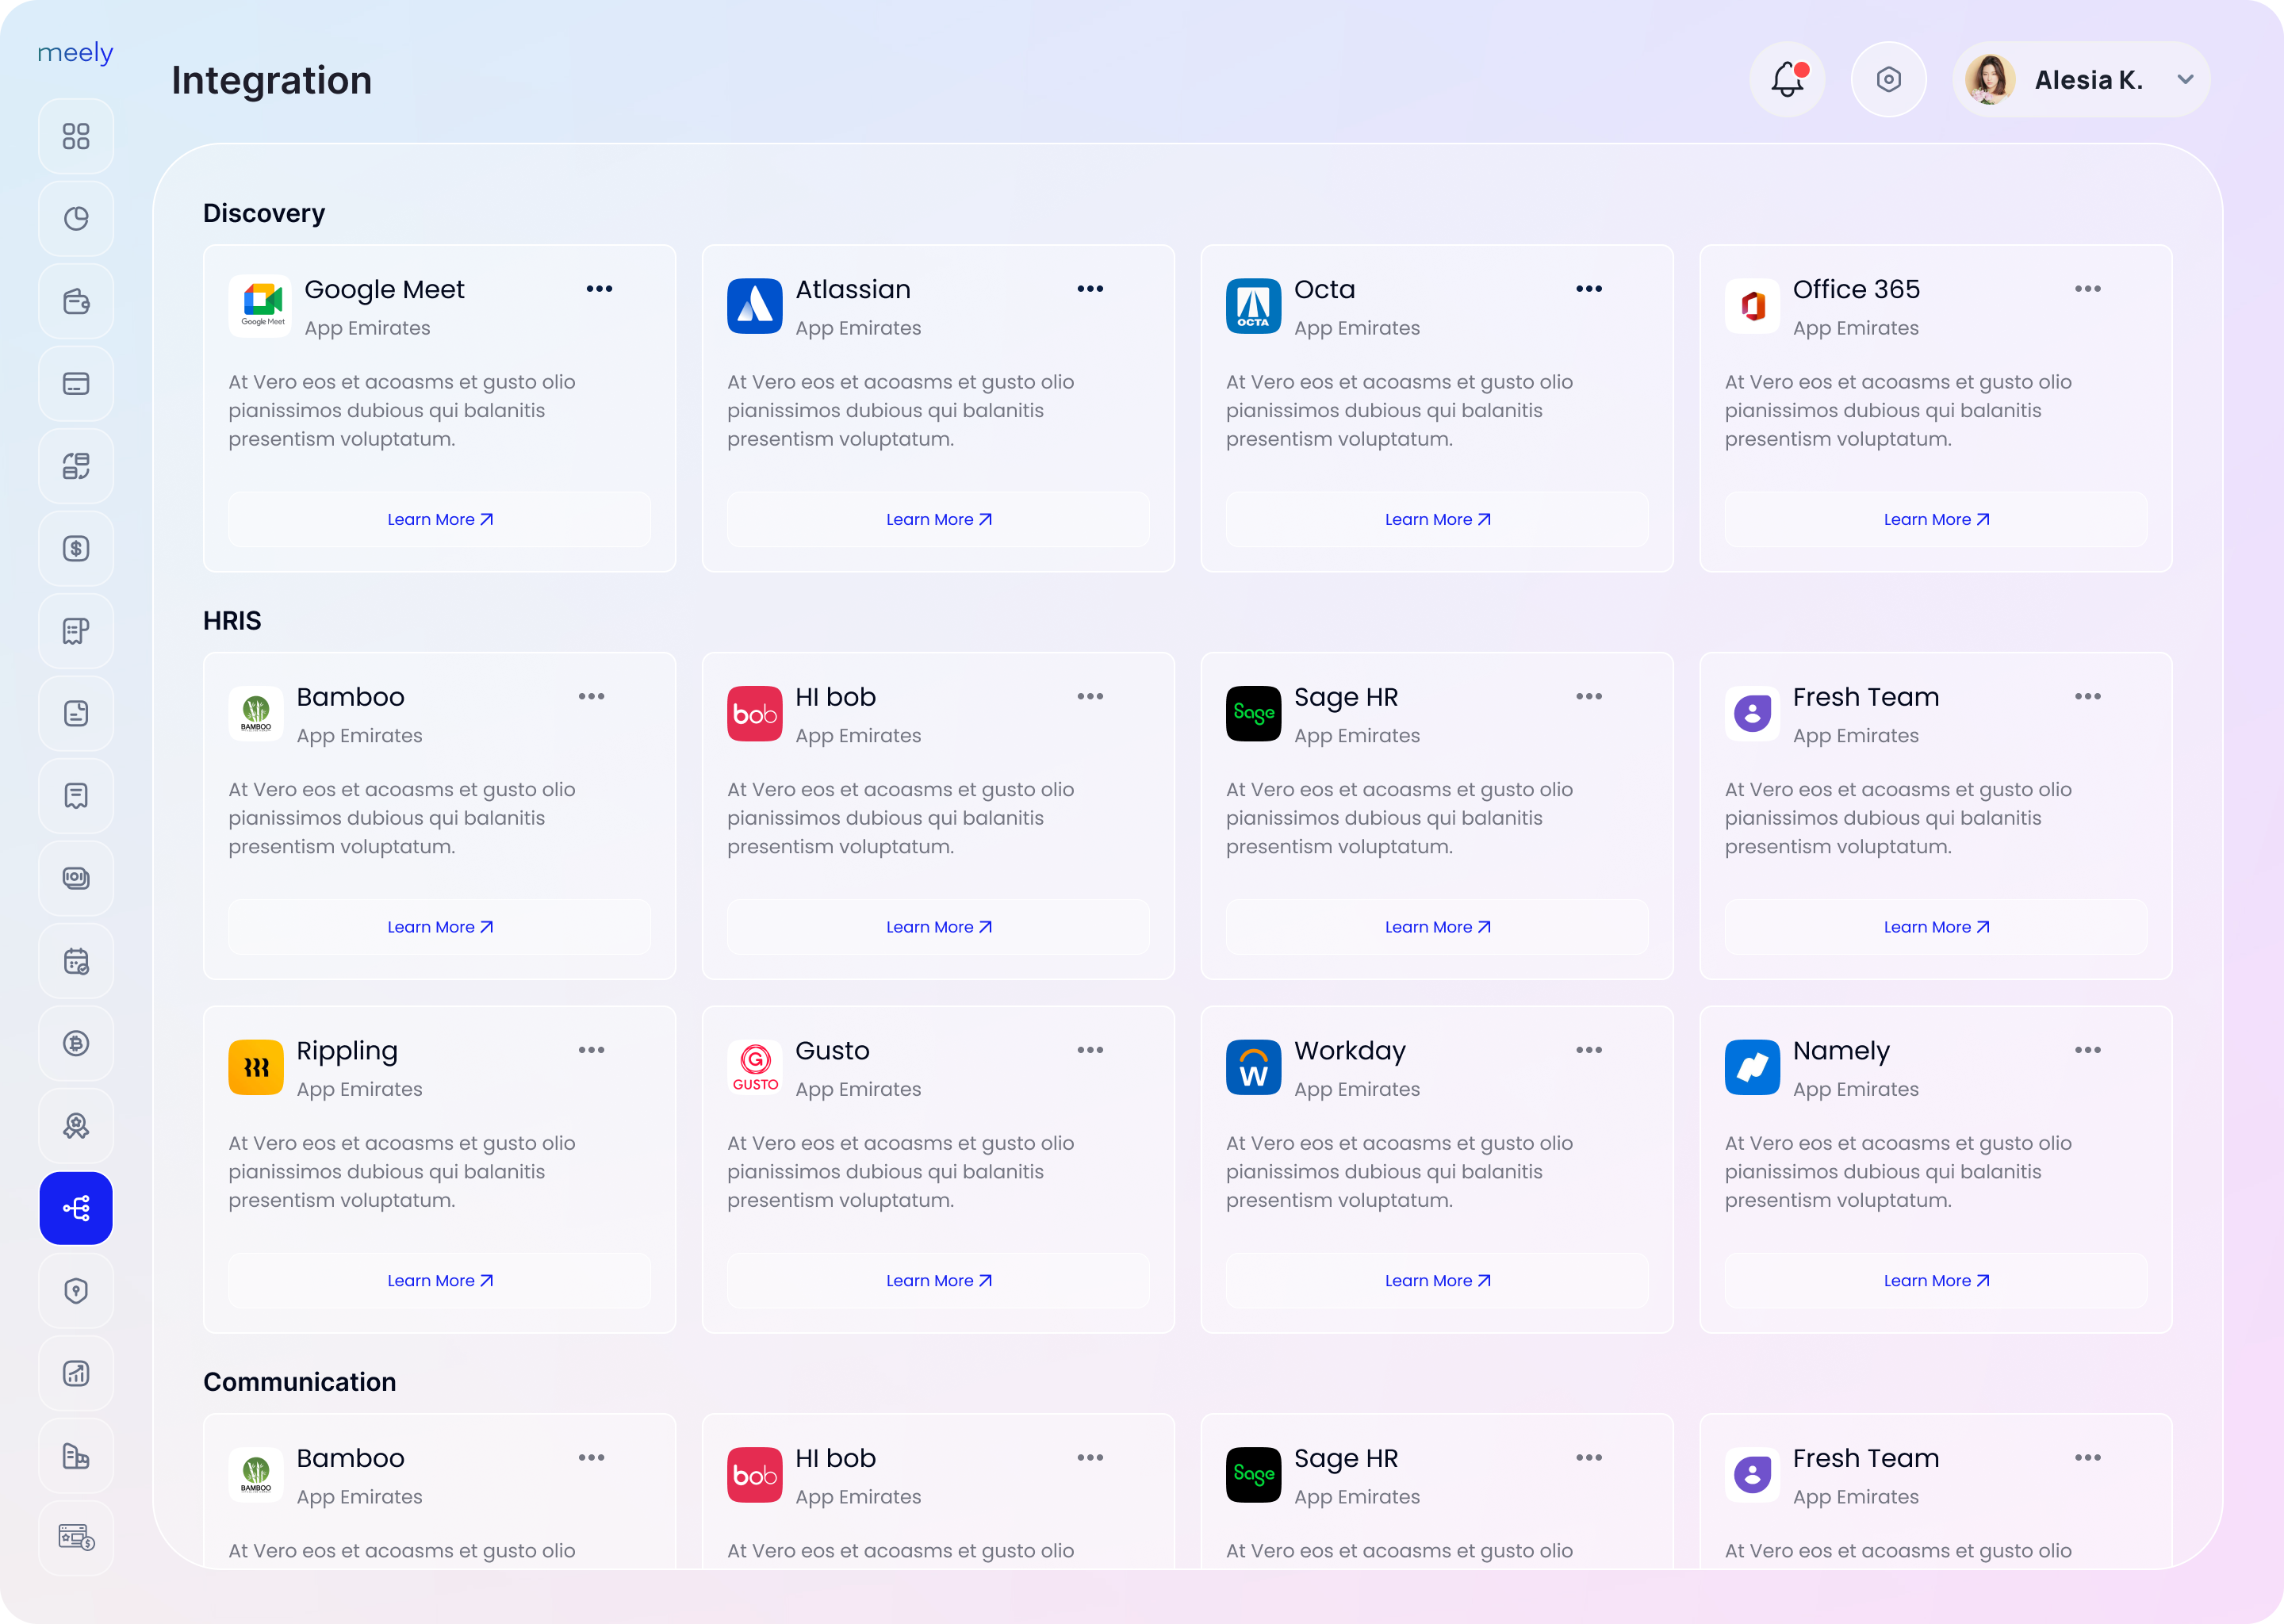 meely
Integration
Alesia K.
Discovery
Google Meet
Google Meet
App Emirates
At Vero eos et acoasms et gusto olio
pianissimos dubious qui balanitis
presentism voluptatum.
Learn More
Atlassian
App Emirates
At Vero eos et acoasms et gusto olio
pianissimos dubious qui balanitis
presentism voluptatum.
Learn More
OCTA
Octa
App Emirates
At Vero eos et acoasms et gusto olio
pianissimos dubious qui balanitis
presentism voluptatum.
Learn More
Office 365
App Emirates
At Vero eos et acoasms et gusto olio
pianissimos dubious qui balanitis
presentism voluptatum.
Learn More
HRIS
BAMBOO
Bamboo
App Emirates
At Vero eos et acoasms et gusto olio
pianissimos dubious qui balanitis
presentism voluptatum.
Learn More
bob
HI bob
App Emirates
At Vero eos et acoasms et gusto olio
pianissimos dubious qui balanitis
presentism voluptatum.
Learn More
Sage
Sage HR
App Emirates
At Vero eos et acoasms et gusto olio
pianissimos dubious qui balanitis
presentism voluptatum.
Learn More
Fresh Team
App Emirates
At Vero eos et acoasms et gusto olio
pianissimos dubious qui balanitis
presentism voluptatum.
Learn More
Rippling
App Emirates
At Vero eos et acoasms et gusto olio
pianissimos dubious qui balanitis
presentism voluptatum.
Learn More
G
GUSTO
Gusto
App Emirates
At Vero eos et acoasms et gusto olio
pianissimos dubious qui balanitis
presentism voluptatum.
Learn More
W
Workday
App Emirates
At Vero eos et acoasms et gusto olio
pianissimos dubious qui balanitis
presentism voluptatum.
Learn More
Namely
App Emirates
At Vero eos et acoasms et gusto olio
pianissimos dubious qui balanitis
presentism voluptatum.
Learn More
Communication
BAMBOO
Bamboo
App Emirates
At Vero eos et acoasms et gusto olio
bob
HI bob
App Emirates
At Vero eos et acoasms et gusto olio
Sage
Sage HR
App Emirates
At Vero eos et acoasms et gusto olio
Fresh Team
App Emirates
At Vero eos et acoasms et gusto olio